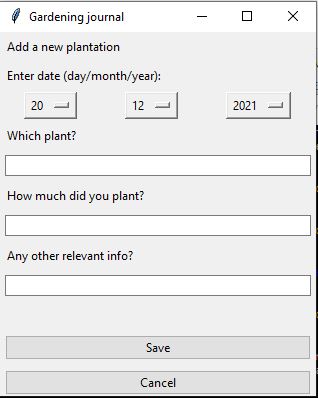 Gardening journal
Add a new plantation
Enter date (day/month/year):
20 12 2021
Which plant?
How much did you plant?
Any other relevant info?
Save
Cancel